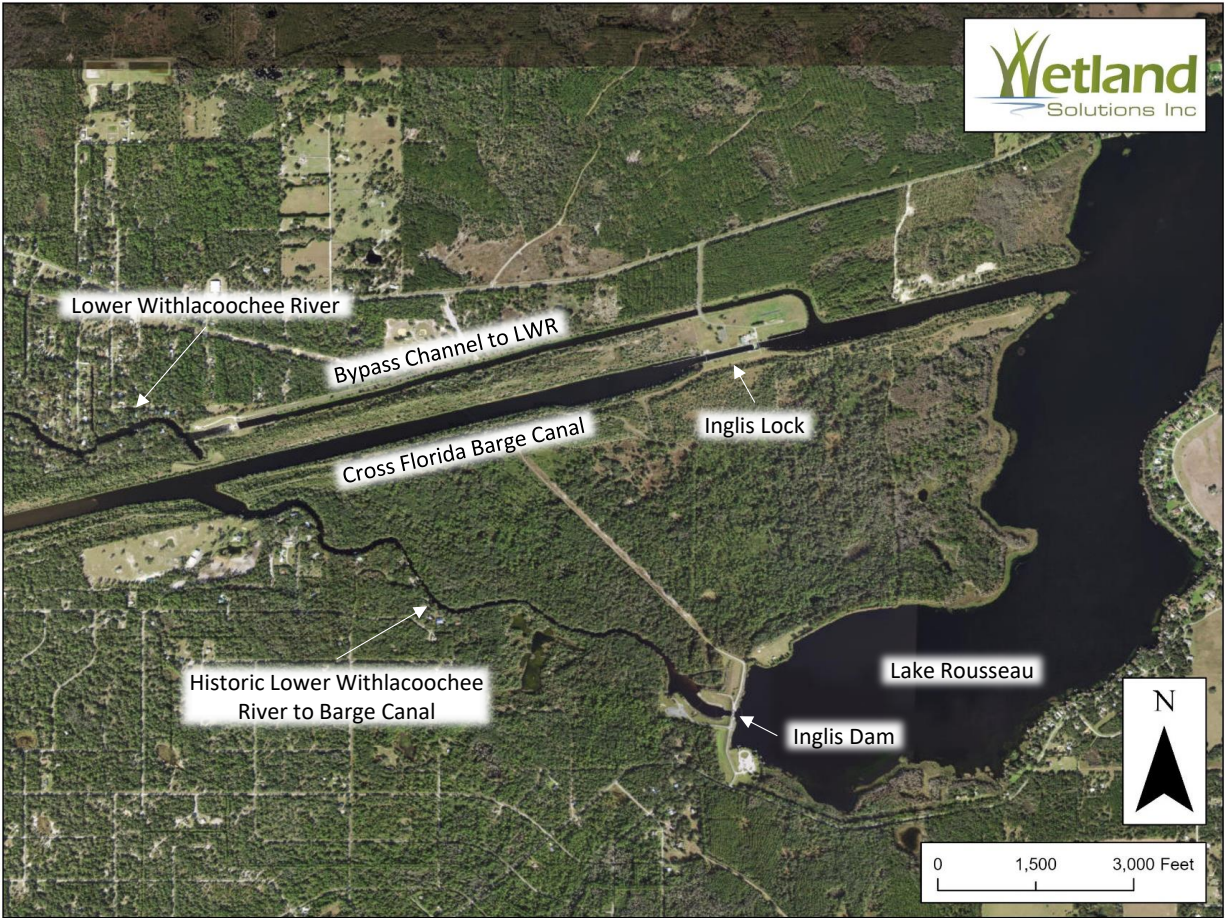 Wetland
Solutions Inc
Lower Withlacoochee River
Bypass Channel to LWR
Cross Florida Barge Canal
Inglis Lock
Historic Lower Withlacoochee
River to Barge Canal
Lake Rousseau
Inglis Dam
N
0 1,500 3,000 Feet